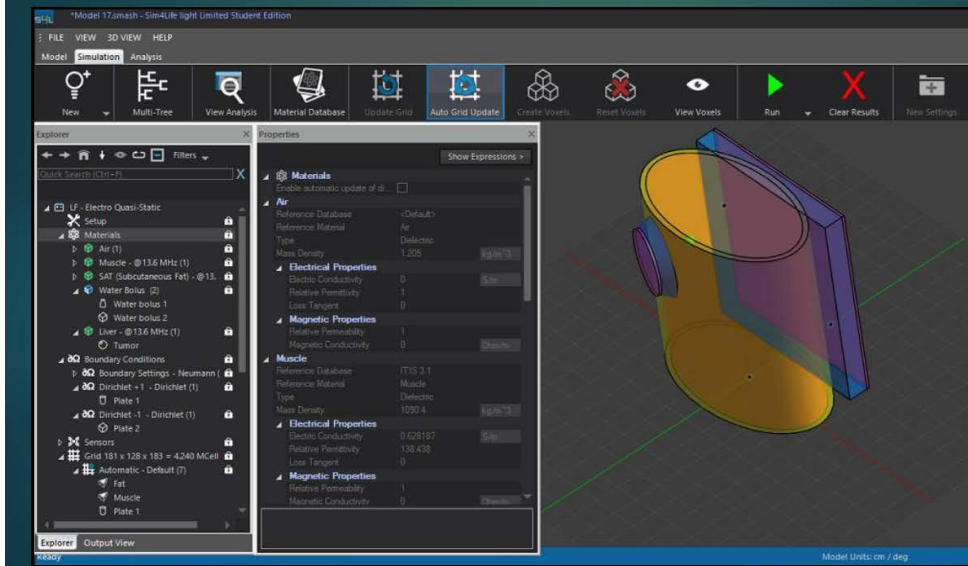 *Model 17.smash - Sim4Life light Limited Student Edition
FILE VIEW 3D VIEW HELP
Model Simulation Analysis
New Multi-Tree View Analysis Material Database Update Grid Auto Grid Update Create Voxels Reset Voxels View Voxels Run Clear Results New Settings
Explorer
Filters
Quick Search (Ctrl+F)
LF - Electro Quasi-Static
Setup
Materials
Air (1)
Muscle - @13.6 MHz (1)
SAT (Subcutaneous Fat) - @13.
Water Bolus (2)
Water bolus 1
Water bolus 2
Liver - @13.6 MHz (1)
Tumor
Boundary Conditions
Boundary Settings - Neumann (
Dirichlet +1 - Dirichlet (1)
Plate 1
Dirichlet -1 - Dirichlet (1)
Plate 2
Sensors
Grid 181 x 128 x 183 = 4.240 MCell
Automatic - Default (7)
Fat
Muscle
Plate 1
Explorer Output View
Ready
Properties
Show Expressions >
Materials
Enable automatic update of di...
Air
Reference Database <Default>
Reference Material Air
Type Dielectric
Mass Density 1.205 kg/m^3
Electrical Properties
Electric Conductivity 0 S/m
Relative Permittivity 1
Loss Tangent 0
Magnetic Properties
Relative Permeability 1
Magnetic Conductivity 0 Ohm/m
Muscle
Reference Database IT'IS 3.1
Reference Material Muscle
Type Dielectric
Mass Density 1090.4 kg/m^3
Electrical Properties
Electric Conductivity 0.628187 S/m
Relative Permittivity 138.438
Loss Tangent 0
Magnetic Properties
Relative Permeability 1
Magnetic Conductivity 0 Ohm/m
Model Units: cm / deg